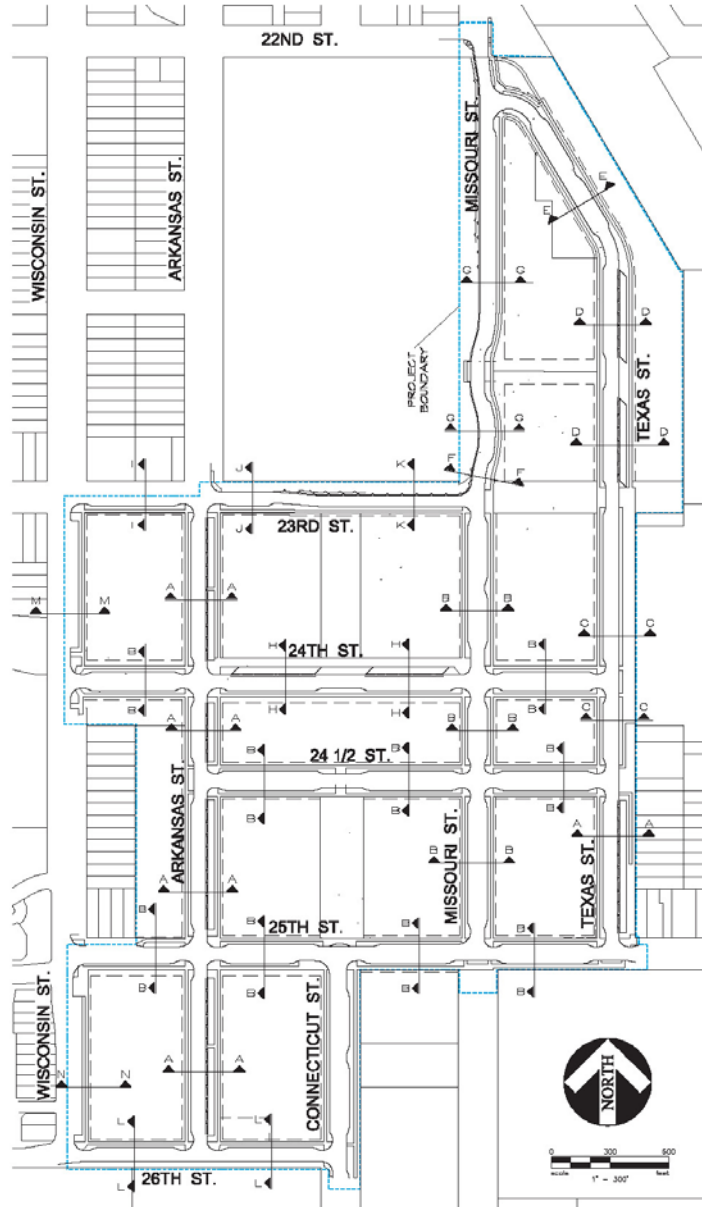 22ND ST.
MISSOURI ST.
WISCONSIN ST.
ARKANSAS ST.
E
E
G
G
D
D
PROJECT
BOUNDARY
TEXAS ST.
G
G
D
D
I
J
K
F
F
I
J
K
23RD ST.
M
M
A
A
B
B
C
C
B
H
H
B
24TH ST.
B
H
H
B
A
A
B
B
C
C
B
B
B
24 1/2 ST.
B
B
B
ARKANSAS ST.
MISSOURI ST.
TEXAS ST.
A
A
B
B
A
A
B
B
B
B
25TH ST.
B
B
B
B
WISCONSIN ST.
CONNECTICUT ST.
N
N
A
A
L
L
L
L
26TH ST.
NORTH
0 300 600
scale feet
1" = 300'